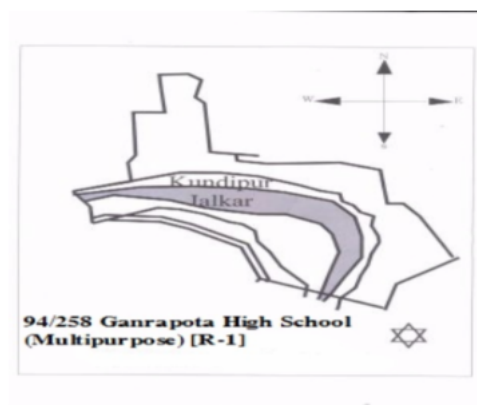 N
W
E
Kundipur
Jalkar
94/258 Ganrapota High School
(Multipurpose) [R-1]